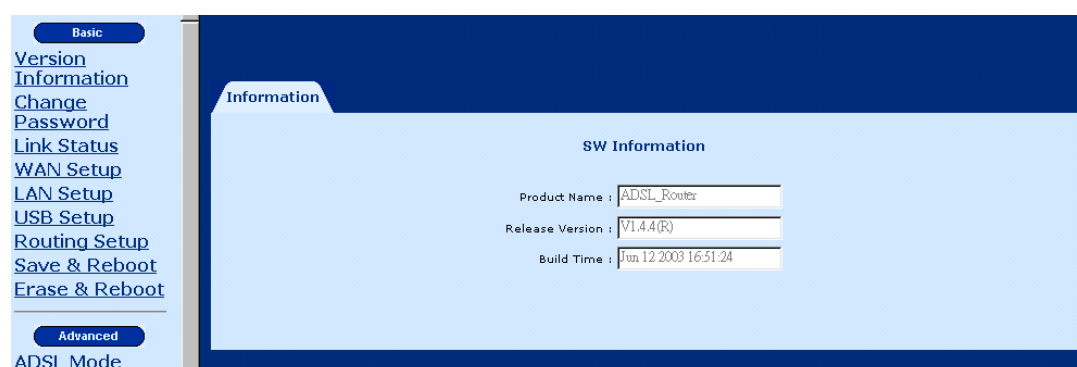 Basic
Version
Information
Change
Password
Link Status
WAN Setup
LAN Setup
USB Setup
Routing Setup
Save & Reboot
Erase & Reboot
Advanced
ADSL Mode
Information
SW Information
Product Name : ADSL_Router
Release Version : V1.4.4(R)
Build Time : Jun 12 2003 16:51:24